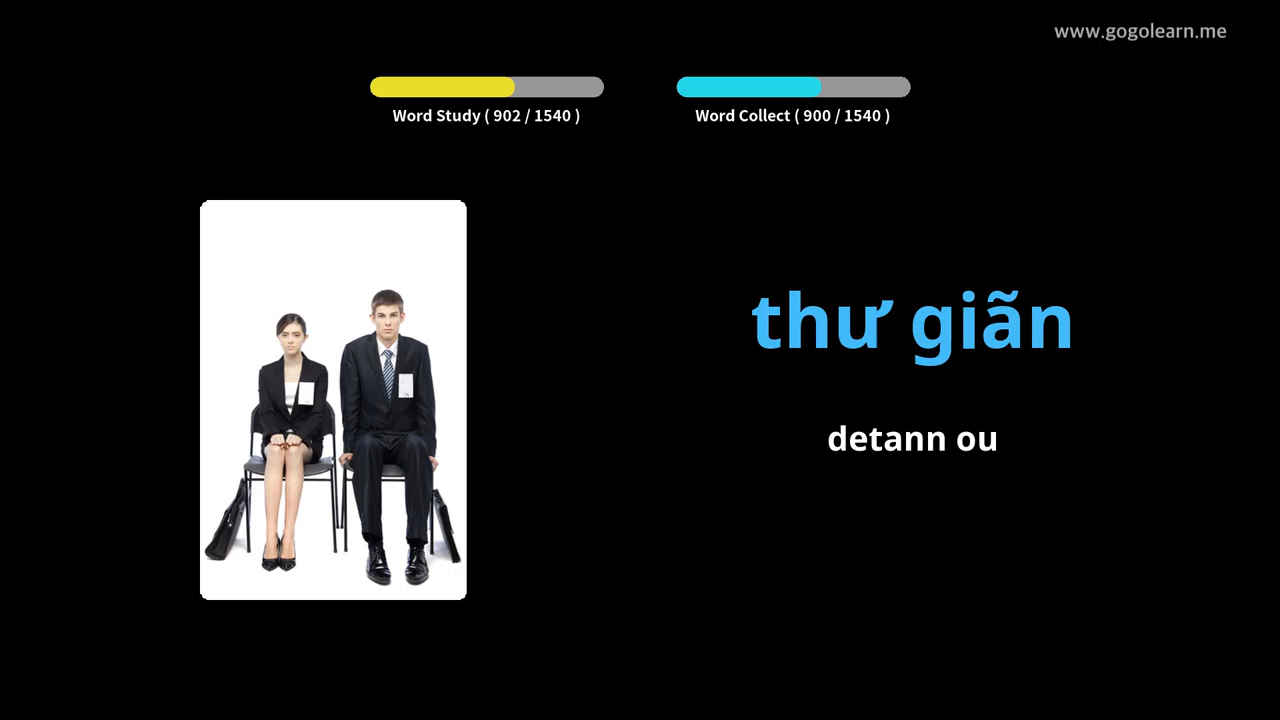 www.gogolearn.me
Word Study ( 902 / 1540 )
Word Collect ( 900 / 1540 )
thư giãn
detann ou